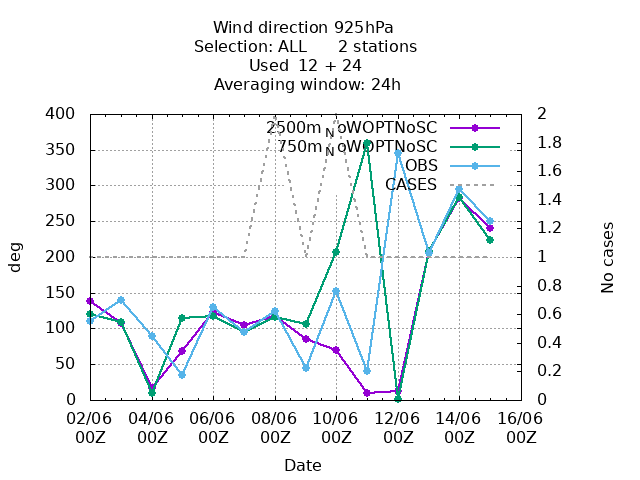 Wind direction 925hPa
Selection: ALL 2 stations
Used 12 + 24
Averaging window: 24h
400
350
300
250
200
150
100
50
0
deg
2
1.8
1.6
1.4
1.2
1
0.8
0.6
0.4
0.2
0
No cases
2500m NoWOPTNoSC
750m NoWOPTNoSC
OBS
CASES
02/06 04/06 06/06 08/06 10/06 12/06 14/06 16/06
00Z 00Z 00Z 00Z 00Z 00Z 00Z 00Z
Date